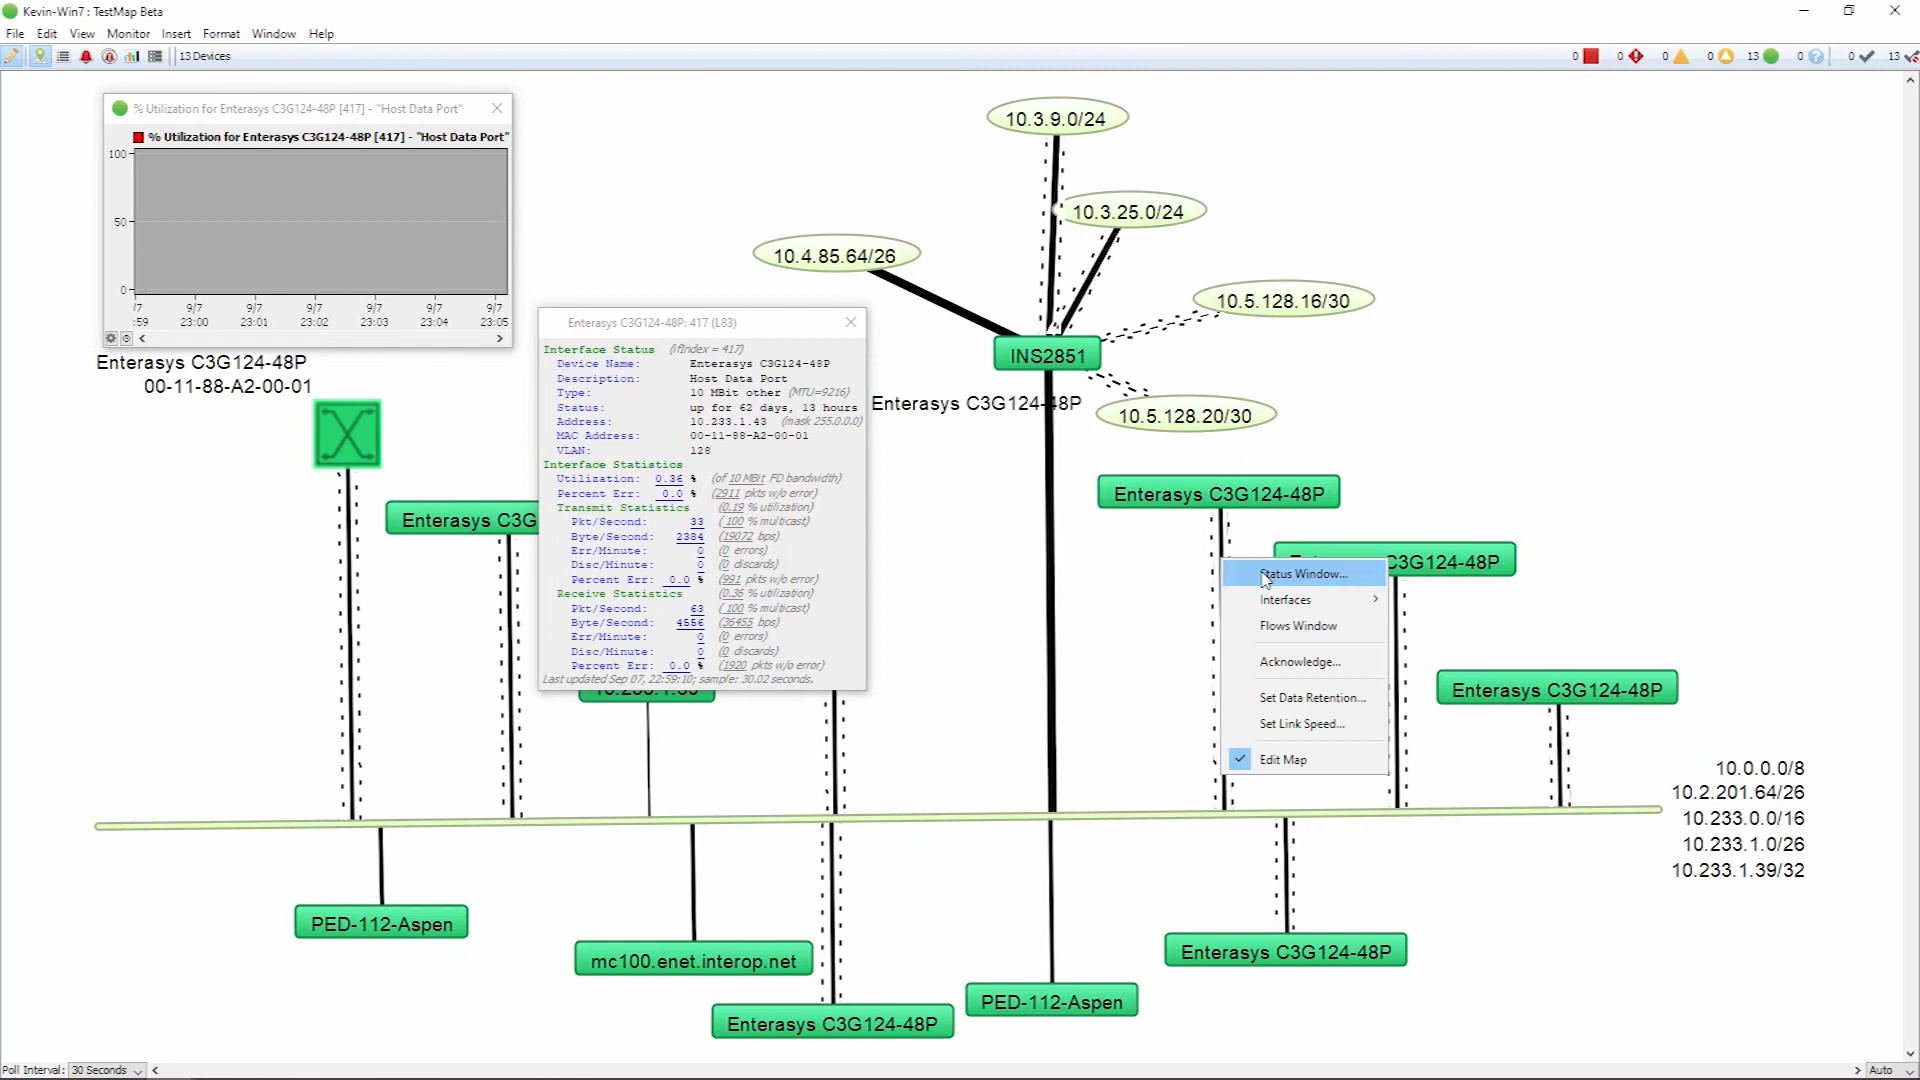 Kevin-Win7 : TestMap Beta
File Edit View Monitor Insert Format Window Help
13 Devices
0 0 0 0 13 0 0 13
% Utilization for Enterasys C3G124-48P [417] - "Host Data Port"
% Utilization for Enterasys C3G124-48P [417] - "Host Data Port"
100
50
0
/7 9/7 9/7 9/7 9/7 9/7 9/7
:59 23:00 23:01 23:02 23:03 23:04 23:05
Enterasys C3G124-48P
00-11-88-A2-00-01
10.3.9.0/24
10.3.25.0/24
10.4.85.64/26
10.5.128.16/30
INS2851
Enterasys C3G124-48P
10.5.128.20/30
Enterasys C3G124-48P: 417 (L83)
Interface Status (ifIndex = 417)
Device Name: Enterasys C3G124-48P
Description: Host Data Port
Type: 10 MBit other (MTU=9216)
Status: up for 62 days, 13 hours
Address: 10.233.1.43 (mask 255.0.0.0)
MAC Address: 00-11-88-A2-00-01
VLAN: 128
Interface Statistics
Utilization: 0.36 % (of 10 MBit FD bandwidth)
Percent Err: 0.0 % (2911 pkts w/o error)
Transmit Statistics (0.19 % utilization)
Pkt/Second: 33 ( 100 % multicast)
Byte/Second: 2384 (19072 bps)
Err/Minute: 0 (0 errors)
Disc/Minute: 0 (0 discards)
Percent Err: 0.0 % (991 pkts w/o error)
Receive Statistics (0.36 % utilization)
Pkt/Second: 63 ( 100 % multicast)
Byte/Second: 4556 (36455 bps)
Err/Minute: 0 (0 errors)
Disc/Minute: 0 (0 discards)
Percent Err: 0.0 % (1920 pkts w/o error)
Last updated Sep 07, 22:59:10; sample: 30.02 seconds.
Enterasys C3G
Enterasys C3G124-48P
C3G124-48P
Status Window...
Interfaces
Flows Window
Acknowledge...
Set Data Retention...
Set Link Speed...
Edit Map
Enterasys C3G124-48P
10.0.0.0/8
10.2.201.64/26
10.233.0.0/16
10.233.1.0/26
10.233.1.39/32
PED-112-Aspen
mc100.enet.interop.net
Enterasys C3G124-48P
PED-112-Aspen
Enterasys C3G124-48P
Poll Interval: 30 Seconds
Auto